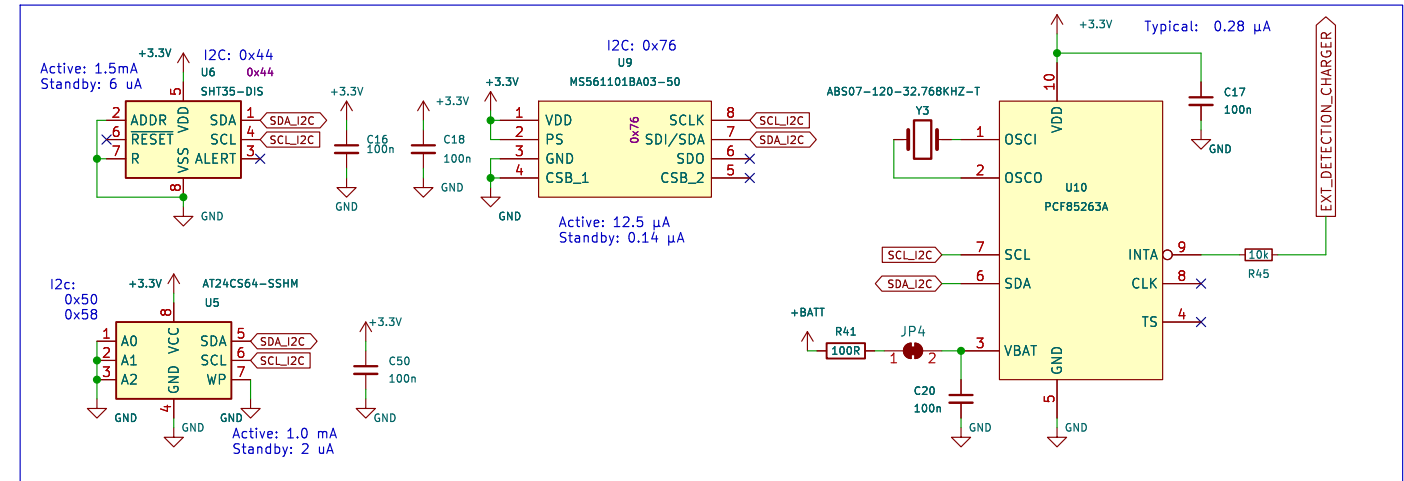 I2C: 0x44
Active: 1.5mA
Standby: 6 uA
+3.3V
U6
0x44
SHT35-DIS
5
VDD
2
ADDR
6
RESET
7
R
SDA
1
SDA_I2C
SCL
4
SCL_I2C
ALERT
3
VSS
8
GND
+3.3V
C16
100n
GND
+3.3V
C18
100n
GND
I2C: 0x76
U9
MS561101BA03-50
0x76
+3.3V
1
VDD
2
PS
3
GND
4
CSB_1
SCLK
8
SCL_I2C
SDI/SDA
7
SDA_I2C
SDO
6
CSB_2
5
GND
Active: 12.5 µA
Standby: 0.14 µA
I2c:
0x50
0x58
+3.3V
AT24CS64-SSHM
U5
8
VCC
1
A0
2
A1
3
A2
SDA
5
SDA_I2C
SCL
6
SCL_I2C
WP
7
GND
4
GND
GND
GND
Active: 1.0 mA
Standby: 2 uA
+3.3V
C50
100n
GND
+3.3V
Typical: 0.28 µA
C17
100n
GND
ABS07-120-32.768KHZ-T
Y3
10
VDD
1
OSCI
2
OSCO
U10
PCF85263A
SCL_I2C
7
SCL
SDA_I2C
6
SDA
INTA
9
CLK
8
TS
4
10k
R45
EXT_DETECTION_CHARGER
+BATT
R41
100R
JP4
1
2
3
VBAT
GND
5
C20
100n
GND
GND